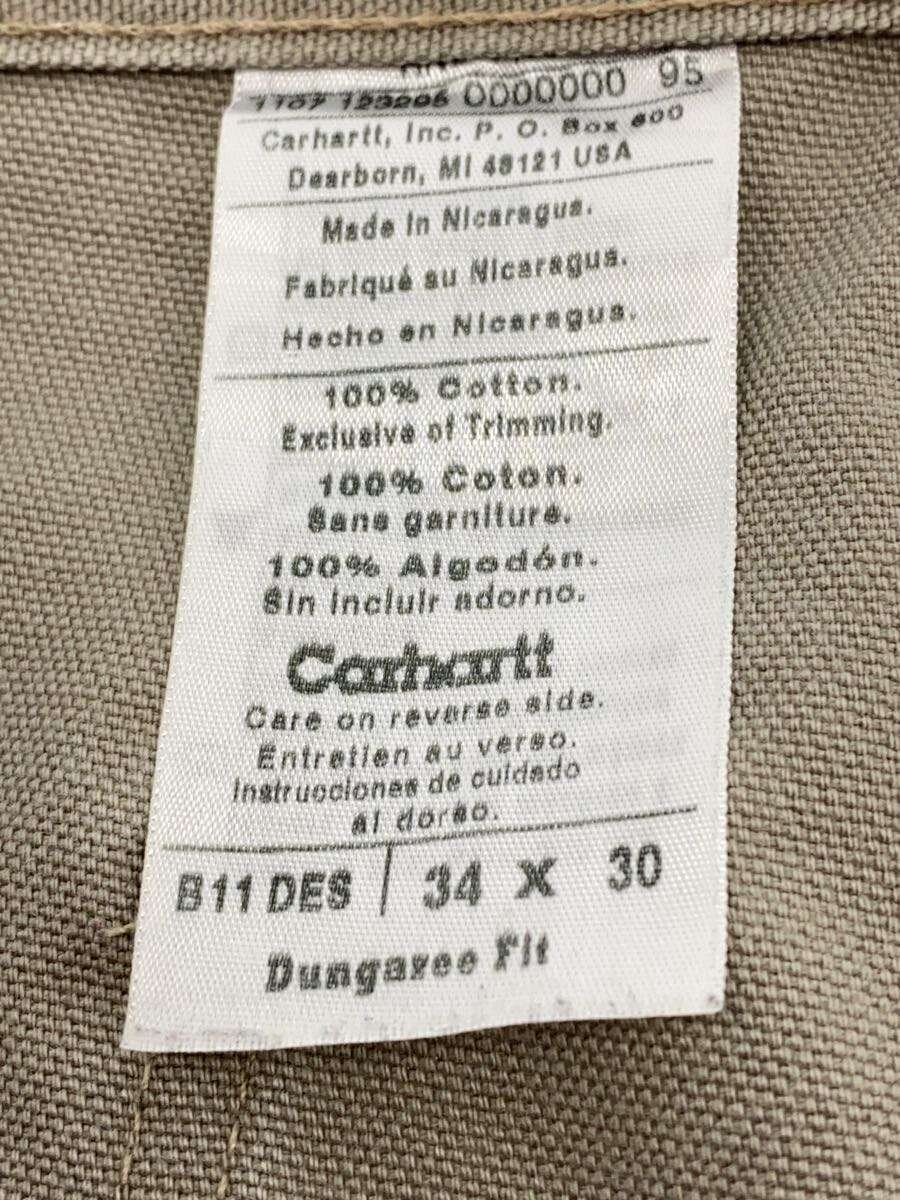 0000000 95
Carhartt, Inc. P. O. Box 600
Dearborn, MI 48121 USA
Made in Nicaragua.
Fabriqué au Nicaragua.
Hecho en Nicaragua.
100% Cotton.
Exclusive of Trimming.
100% Coton.
Sans garniture.
100% Algodón.
Sin incluir adorno.
Carhartt
Care on reverse side.
Entretien au verso.
Instrucciones de cuidado
al dorso.
B11 DES | 34 X 30
Dungaree Fit